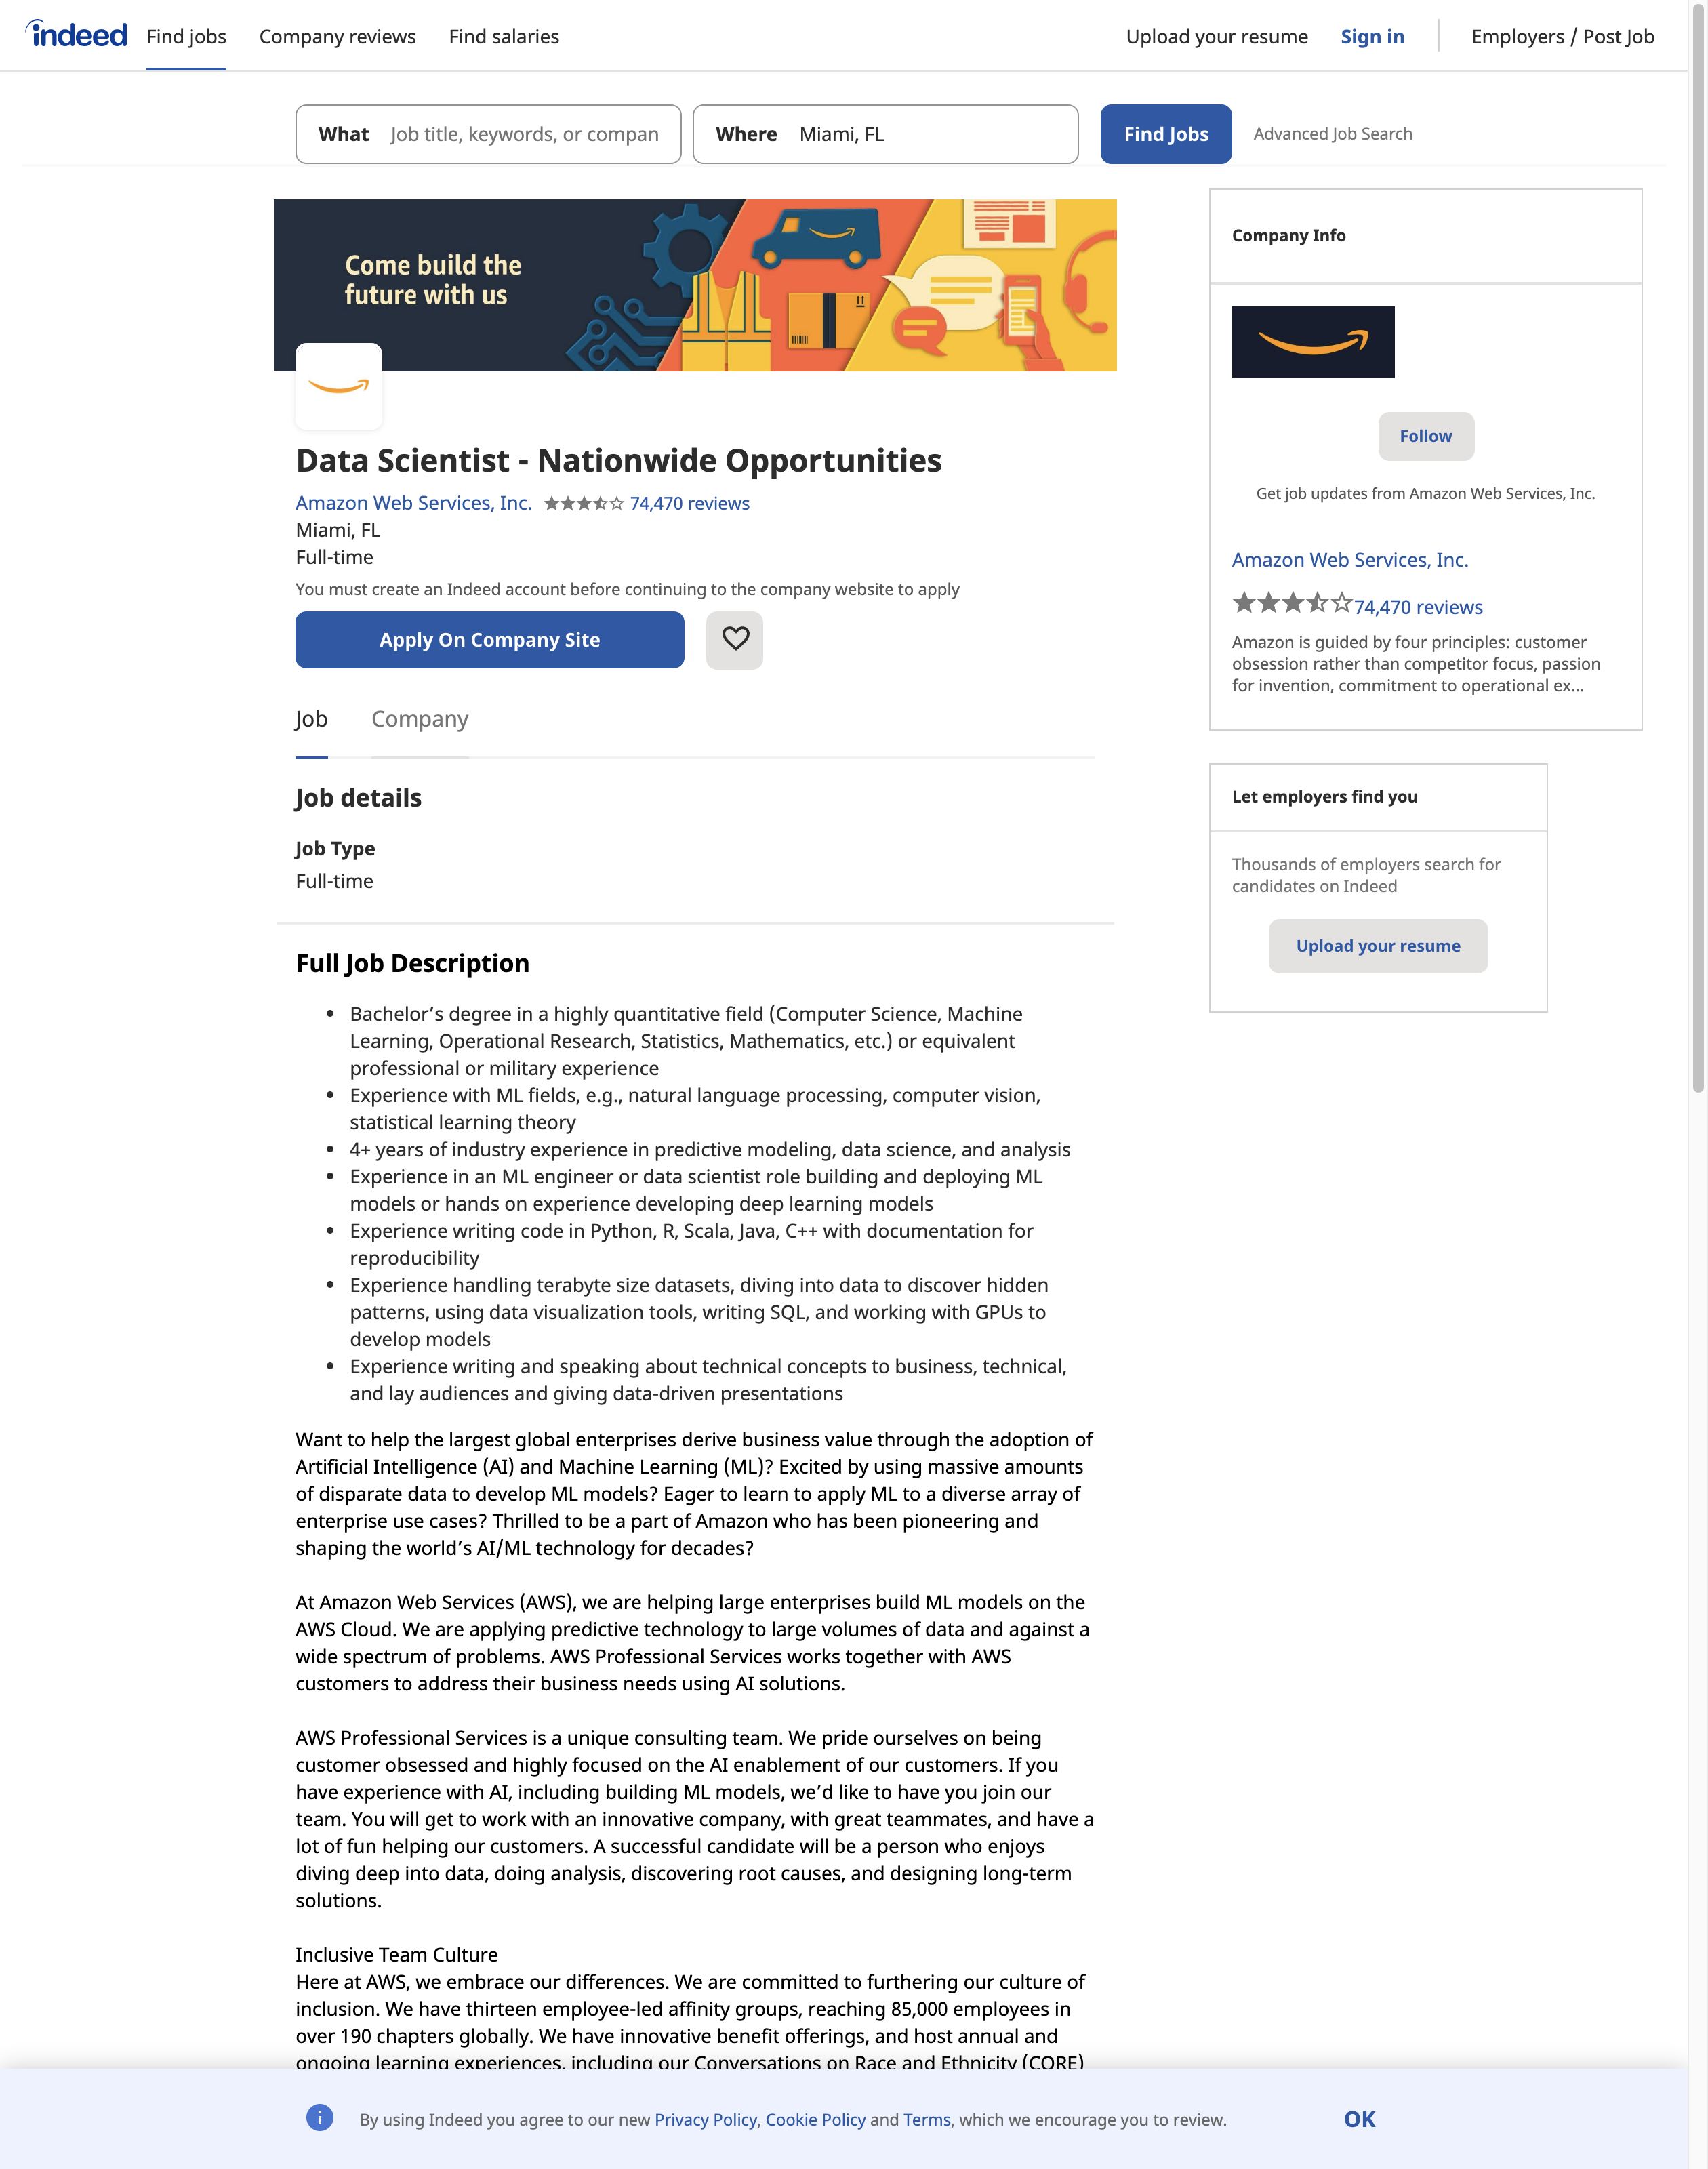 indeed Find jobs Company reviews Find salaries Upload your resume Sign in Employers / Post Job
What Job title, keywords, or compan Where Miami, FL Find Jobs Advanced Job Search
Come build the
future with us
Data Scientist - Nationwide Opportunities
Amazon Web Services, Inc. 74,470 reviews
Miami, FL
Full-time
You must create an Indeed account before continuing to the company website to apply
Apply On Company Site
Job Company
Job details
Job Type
Full-time
Full Job Description
• Bachelor’s degree in a highly quantitative field (Computer Science, Machine
Learning, Operational Research, Statistics, Mathematics, etc.) or equivalent
professional or military experience
• Experience with ML fields, e.g., natural language processing, computer vision,
statistical learning theory
• 4+ years of industry experience in predictive modeling, data science, and analysis
• Experience in an ML engineer or data scientist role building and deploying ML
models or hands on experience developing deep learning models
• Experience writing code in Python, R, Scala, Java, C++ with documentation for
reproducibility
• Experience handling terabyte size datasets, diving into data to discover hidden
patterns, using data visualization tools, writing SQL, and working with GPUs to
develop models
• Experience writing and speaking about technical concepts to business, technical,
and lay audiences and giving data-driven presentations
Want to help the largest global enterprises derive business value through the adoption of
Artificial Intelligence (AI) and Machine Learning (ML)? Excited by using massive amounts
of disparate data to develop ML models? Eager to learn to apply ML to a diverse array of
enterprise use cases? Thrilled to be a part of Amazon who has been pioneering and
shaping the world’s AI/ML technology for decades?
At Amazon Web Services (AWS), we are helping large enterprises build ML models on the
AWS Cloud. We are applying predictive technology to large volumes of data and against a
wide spectrum of problems. AWS Professional Services works together with AWS
customers to address their business needs using AI solutions.
AWS Professional Services is a unique consulting team. We pride ourselves on being
customer obsessed and highly focused on the AI enablement of our customers. If you
have experience with AI, including building ML models, we’d like to have you join our
team. You will get to work with an innovative company, with great teammates, and have a
lot of fun helping our customers. A successful candidate will be a person who enjoys
diving deep into data, doing analysis, discovering root causes, and designing long-term
solutions.
Inclusive Team Culture
Here at AWS, we embrace our differences. We are committed to furthering our culture of
inclusion. We have thirteen employee-led affinity groups, reaching 85,000 employees in
over 190 chapters globally. We have innovative benefit offerings, and host annual and
ongoing learning experiences, including our Conversations on Race and Ethnicity (CORE)
Company Info
Follow
Get job updates from Amazon Web Services, Inc.
Amazon Web Services, Inc.
74,470 reviews
Amazon is guided by four principles: customer
obsession rather than competitor focus, passion
for invention, commitment to operational ex...
Let employers find you
Thousands of employers search for
candidates on Indeed
Upload your resume
By using Indeed you agree to our new Privacy Policy, Cookie Policy and Terms, which we encourage you to review. OK